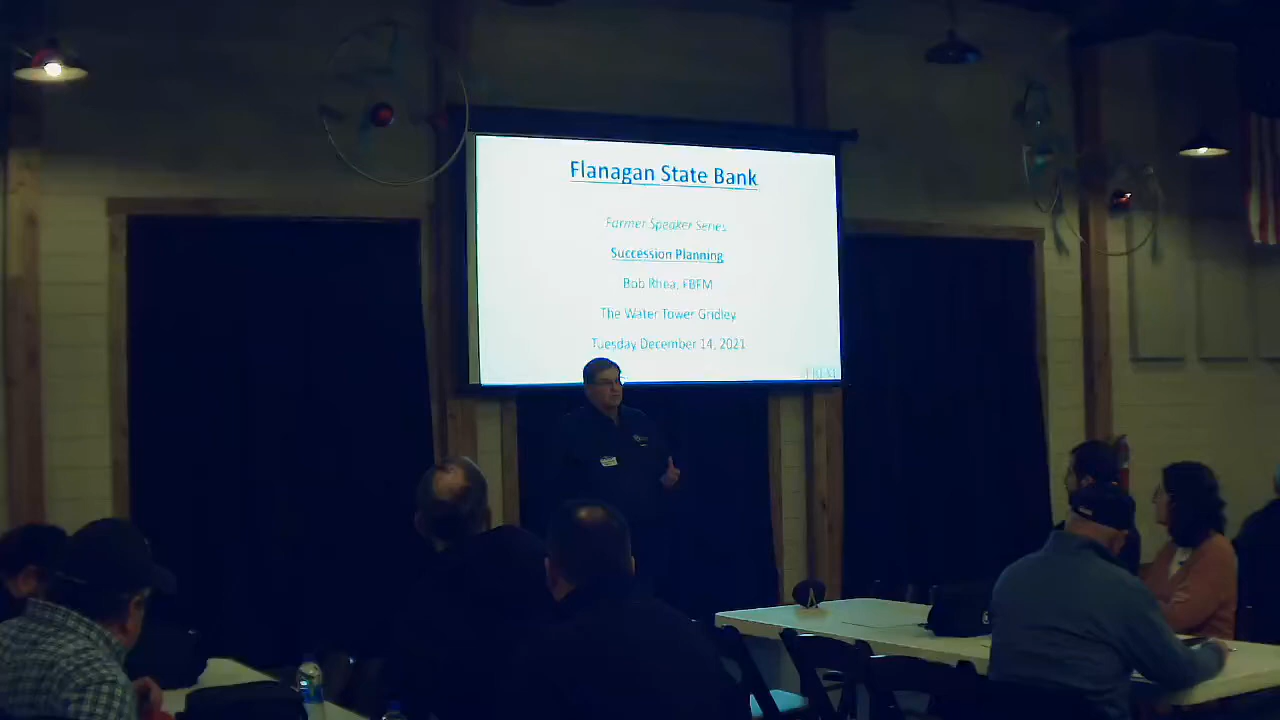 Flanagan State Bank
Farmer Speaker Series
Succession Planning
Bob Rhea, FBFM
The Water Tower Gridley
Tuesday December 14, 2021
FBFM